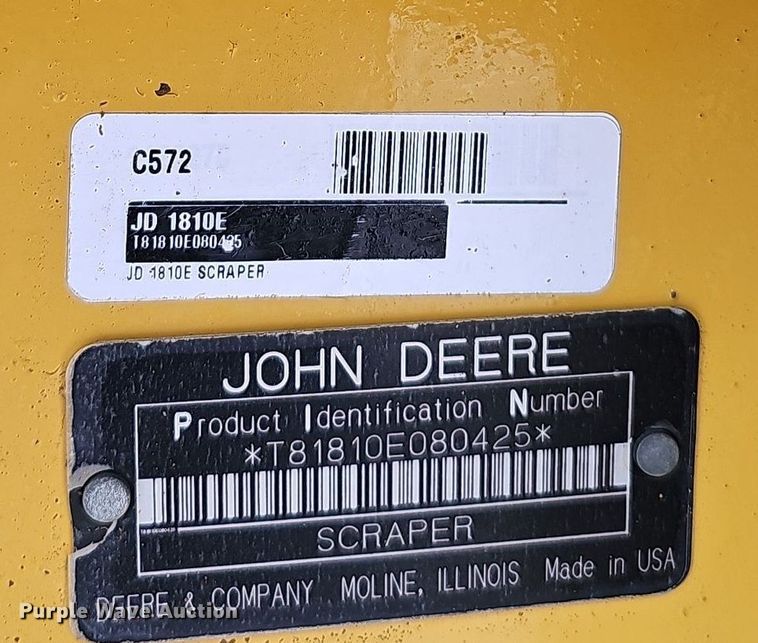 C572
JD 1810E
T81810E080425
JD 1810E SCRAPER
JOHN DEERE
Product Identification Number
*T81810E080425*
SCRAPER
DEERE & COMPANY MOLINE, ILLINOIS Made in USA
Purple Wave Auction